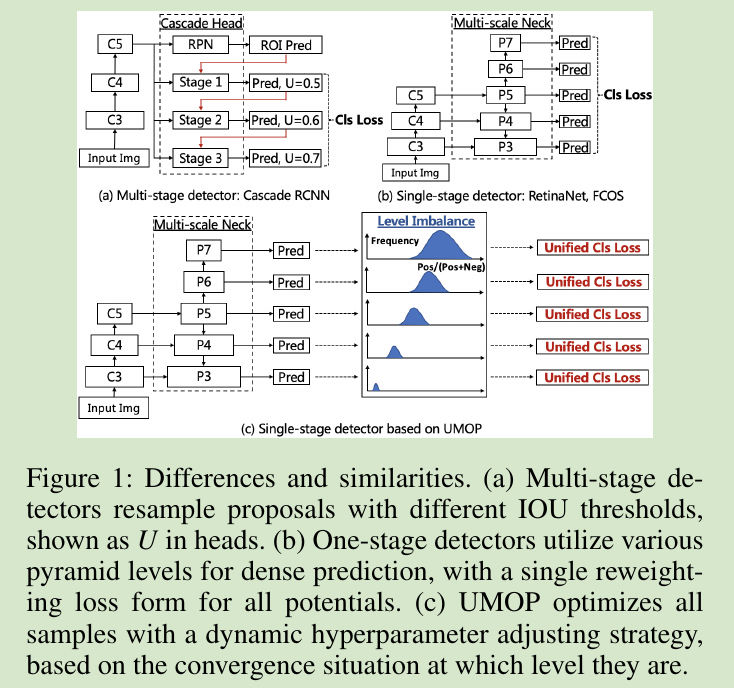 Cascade Head
C5
RPN
ROI Pred
C4
Stage 1
Pred, U=0.5
C3
Stage 2
Pred, U=0.6
Cls Loss
Input Img
Stage 3
Pred, U=0.7
(a) Multi-stage detector: Cascade RCNN
Multi-scale Neck
P7
Pred
P6
Pred
C5
P5
Pred
Cls Loss
C4
P4
Pred
C3
P3
Pred
Input Img
(b) Single-stage detector: RetinaNet, FCOS
Multi-scale Neck
Level Imbalance
P7
Pred
Frequency
Unified Cls Loss
Pos/(Pos+Neg)
P6
Pred
Unified Cls Loss
C5
P5
Pred
Unified Cls Loss
C4
P4
Pred
Unified Cls Loss
C3
P3
Pred
Unified Cls Loss
Input Img
(c) Single-stage detector based on UMOP
Figure 1: Differences and similarities. (a) Multi-stage de-
tectors resample proposals with different IOU thresholds,
shown as U in heads. (b) One-stage detectors utilize various
pyramid levels for dense prediction, with a single reweight-
ing loss form for all potentials. (c) UMOP optimizes all
samples with a dynamic hyperparameter adjusting strategy,
based on the convergence situation at which level they are.